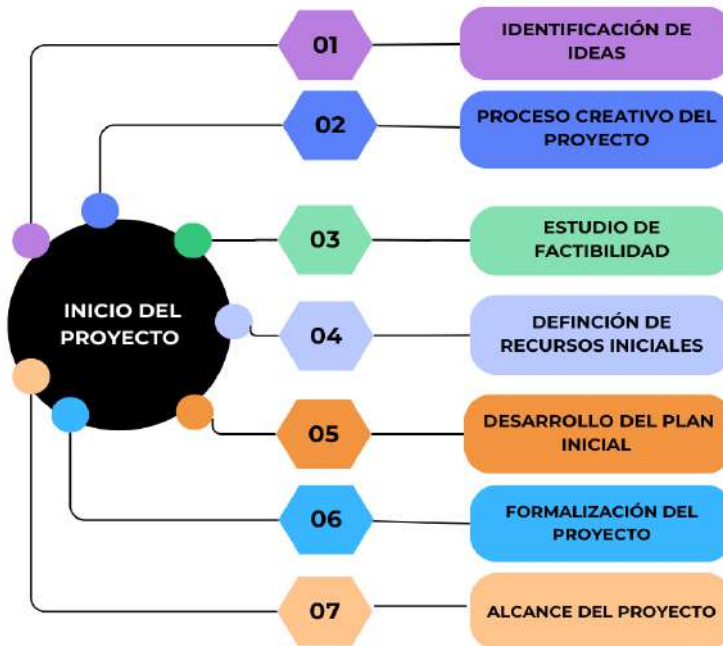 INICIO DEL
PROYECTO
01
IDENTIFICACIÓN DE
IDEAS
02
PROCESO CREATIVO DEL
PROYECTO
03
ESTUDIO DE
FACTIBILIDAD
04
DEFINCIÓN DE
RECURSOS INICIALES
05
DESARROLLO DEL PLAN
INICIAL
06
FORMALIZACIÓN DEL
PROYECTO
07
ALCANCE DEL PROYECTO